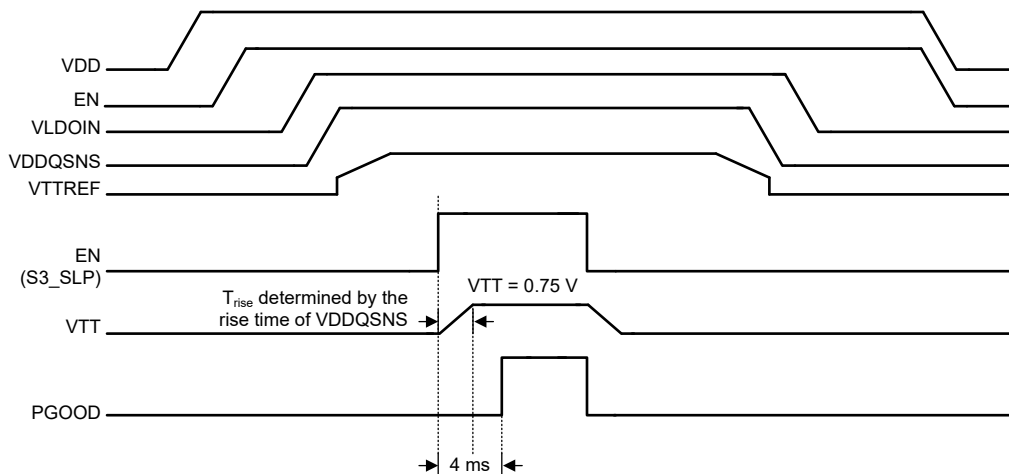 VDD
EN
VLDOIN
VDDQSNS
VTTREF
EN
(S3_SLP)
VTT = 0.75 V
Trise determined by the
rise time of VDDQSNS
VTT
PGOOD
4 ms